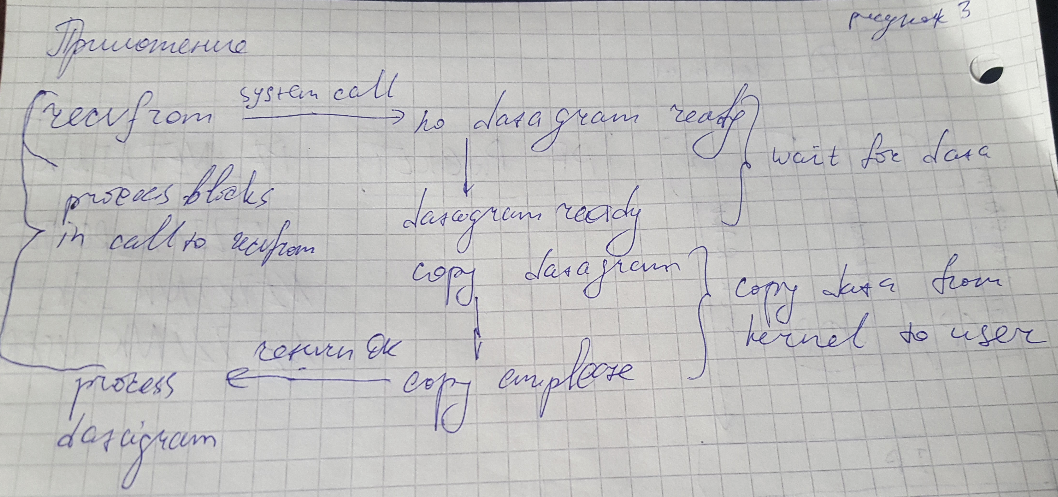 рисунок 3
Приложение
recvfrom system call no datagram ready
wait for data
process blocks
in call to recvfrom
datagram ready
copy datagram
copy data from
kernel to user
return OK
process copy complete
datagram